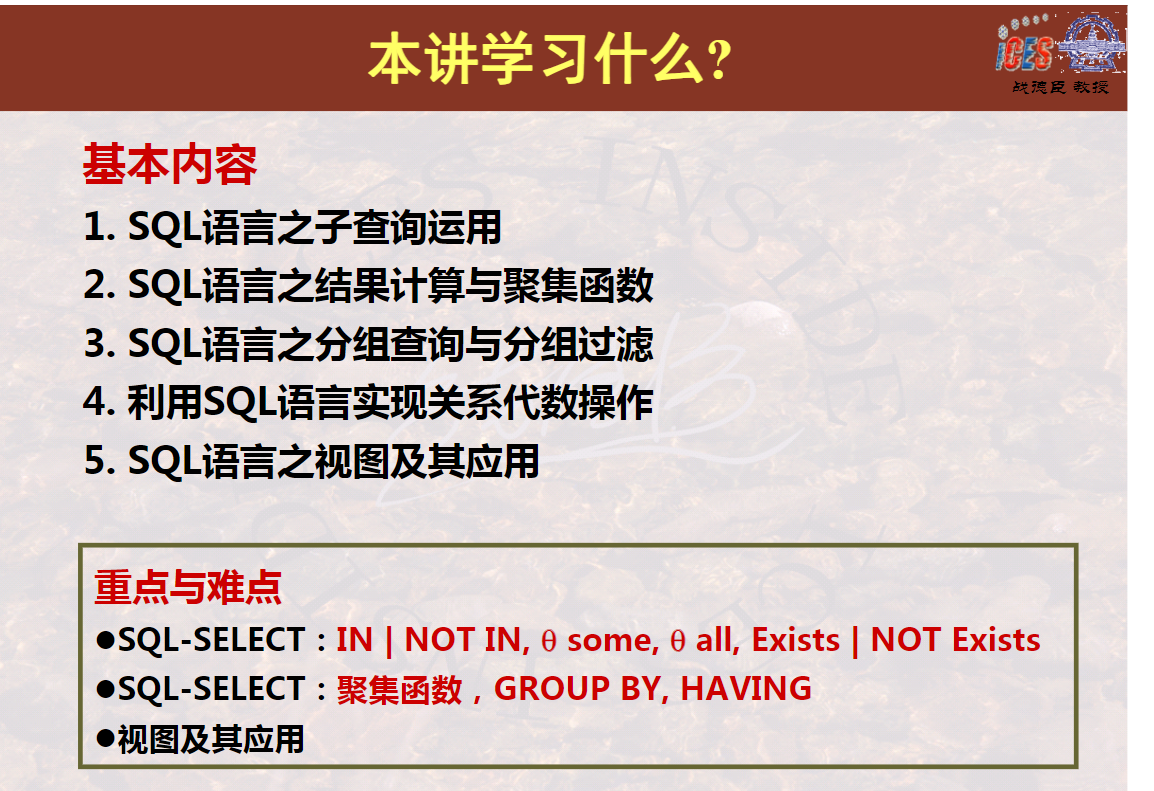 本讲学习什么?
iCES
战德臣 教授
基本内容
1. SQL语言之子查询运用
2. SQL语言之结果计算与聚集函数
3. SQL语言之分组查询与分组过滤
4. 利用SQL语言实现关系代数操作
5. SQL语言之视图及其应用
重点与难点
●SQL-SELECT：IN | NOT IN, θ some, θ all, Exists | NOT Exists
●SQL-SELECT：聚集函数，GROUP BY, HAVING
●视图及其应用